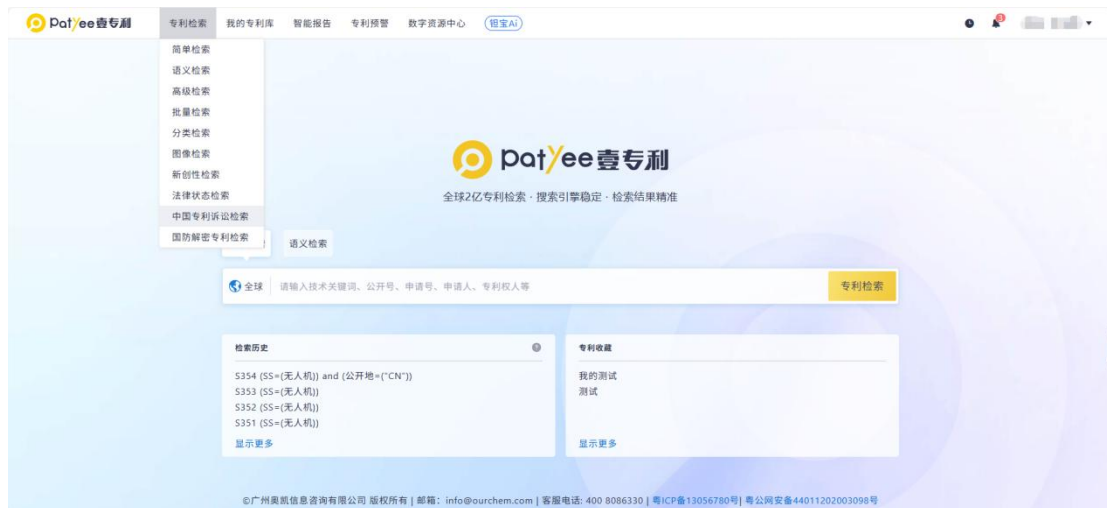 Patyee壹专利 专利检索 我的专利库 智能报告 专利预警 数字资源中心 钽宝Ai 3
简单检索
语义检索
高级检索
批量检索
分类检索
图像检索
新创性检索
法律状态检索
中国专利诉讼检索
国防解密专利检索
patyee壹专利
全球2亿专利检索 · 搜索引擎稳定 · 检索结果精准
语义检索
全球 请输入技术关键词、公开号、申请号、申请人、专利权人等 专利检索
检索历史
S354 (SS=(无人机)) and (公开地=("CN"))
S353 (SS=(无人机))
S352 (SS=(无人机))
S351 (SS=(无人机))
显示更多
专利收藏
我的测试
测试
显示更多
©广州奥凯信息咨询有限公司 版权所有 | 邮箱：info@ourchem.com | 客服电话: 400 8086330 | 粤ICP备13056780号| 粤公网安备44011202003098号